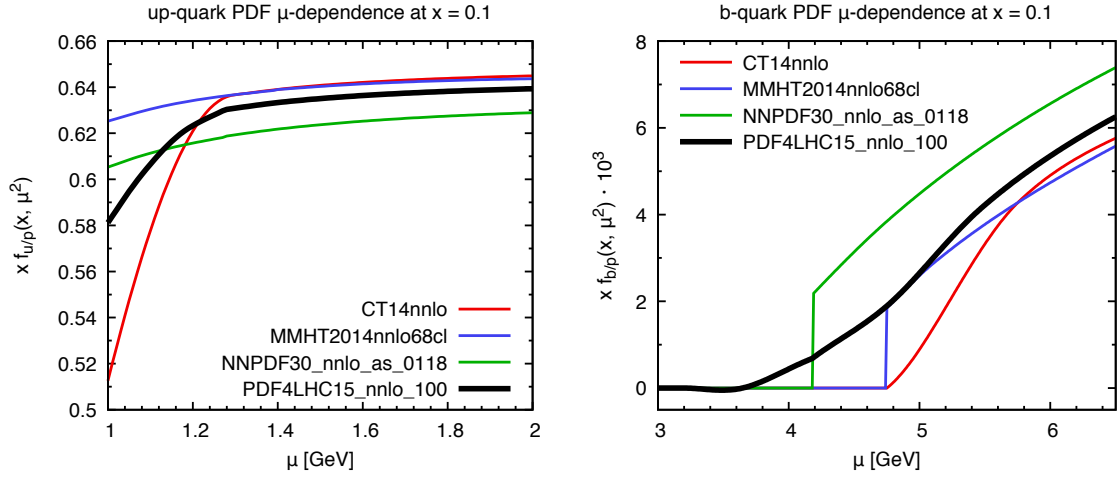 up-quark PDF μ-dependence at x = 0.1
x f_{u/p}(x, μ²)
0.66
0.64
0.62
0.6
0.58
0.56
0.54
0.52
0.5
CT14nnlo
MMHT2014nnlo68cl
NNPDF30_nnlo_as_0118
PDF4LHC15_nnlo_100
1 1.2 1.4 1.6 1.8 2
μ [GeV]
b-quark PDF μ-dependence at x = 0.1
x f_{b/p}(x, μ²) · 10³
8
6
4
2
0
CT14nnlo
MMHT2014nnlo68cl
NNPDF30_nnlo_as_0118
PDF4LHC15_nnlo_100
3 4 5 6
μ [GeV]